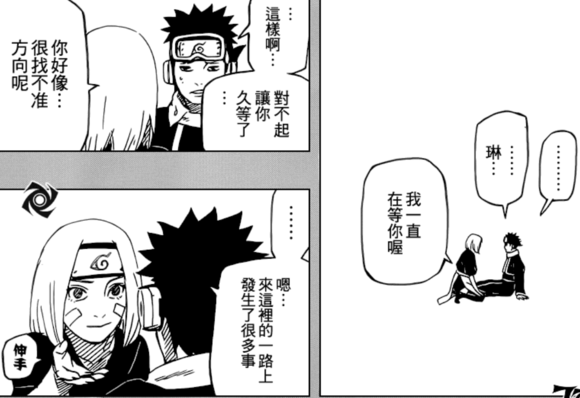 ………
……
琳…
我一直
在等你喔
…
這樣啊…
對不起
讓你
久等了
…
你好像…
很找不准
方向呢
……
嗯…
來這裡的一路上
發生了很多事
伸手